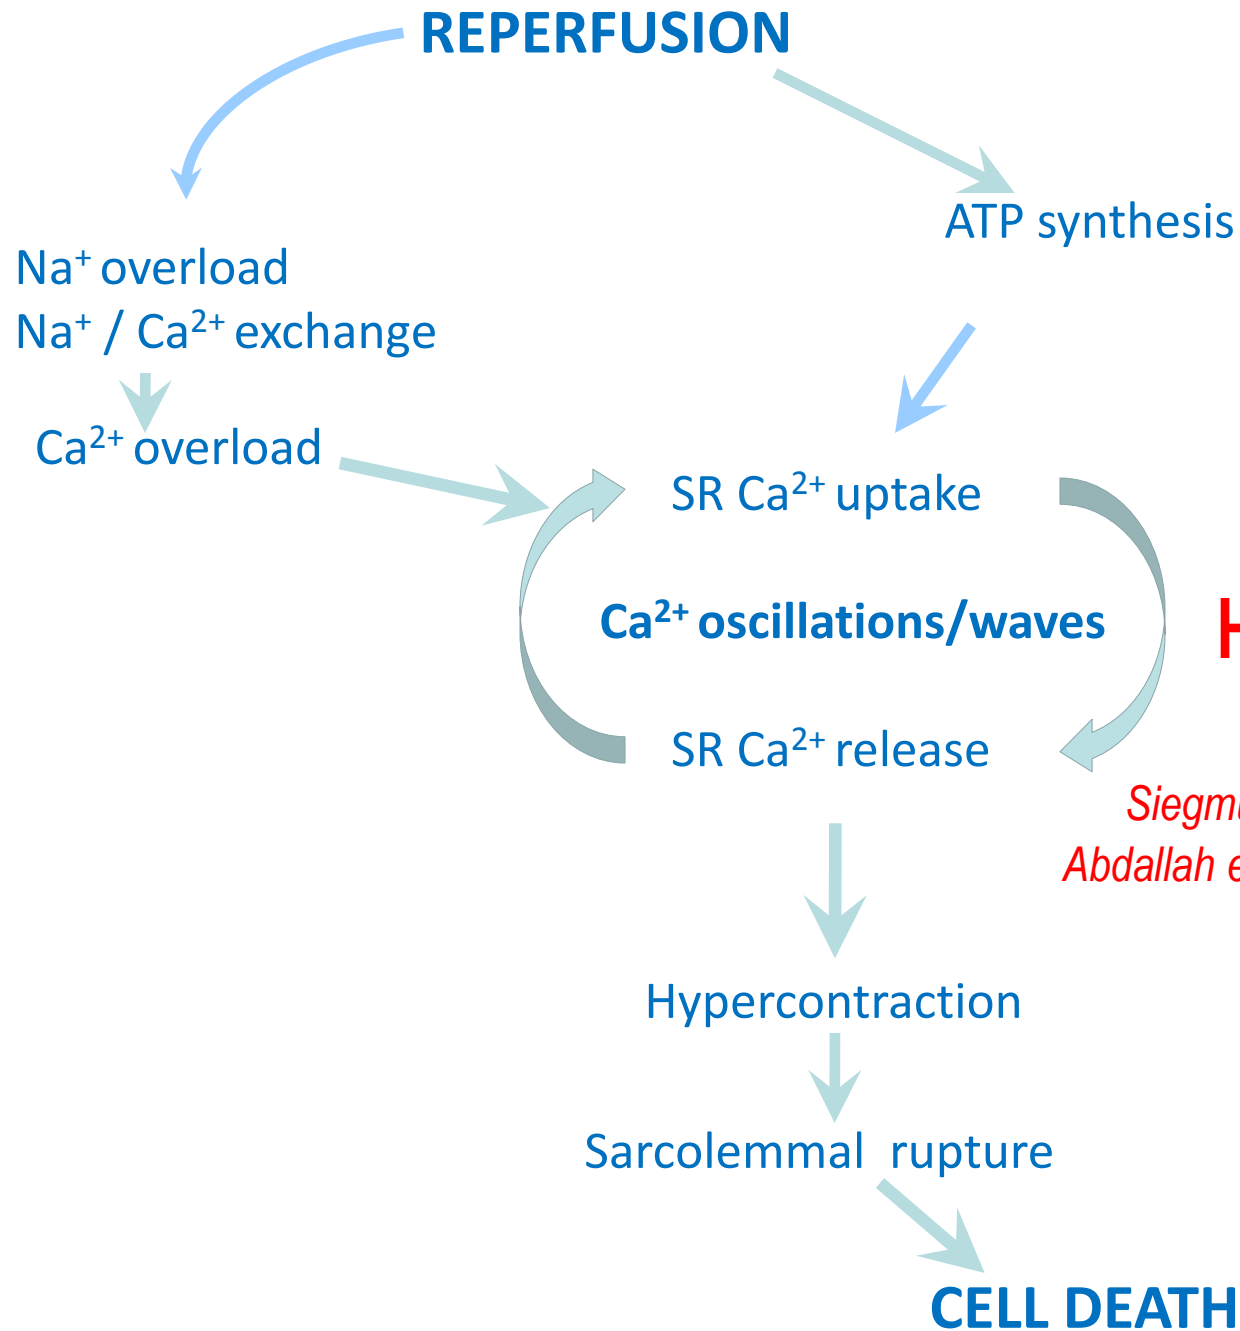 REPERFUSION
ATP synthesis
Na⁺ overload
Na⁺ / Ca²⁺ exchange
Ca²⁺ overload
SR Ca²⁺ uptake
Ca²⁺ oscillations/waves
SR Ca²⁺ release
Abdallah
Hypercontraction
Sarcolemmal rupture
CELL DEATH